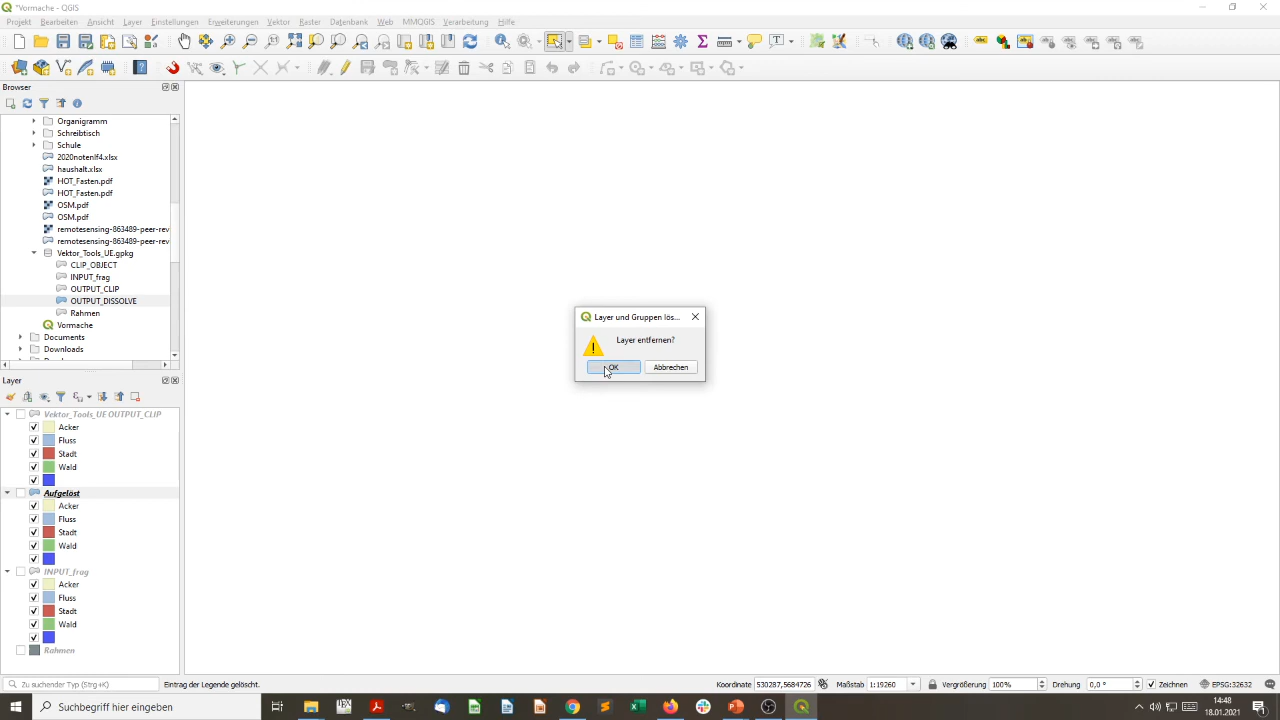 *Vormache - QGIS
Projekt Bearbeiten Ansicht Layer Einstellungen Erweiterungen Vektor Raster Datenbank Web MMQGIS Verarbeitung Hilfe
Browser
Organigramm
Schreibtisch
Schule
2020notenlf4.xlsx
haushalt.xlsx
HOT_Fasten.pdf
HOT_Fasten.pdf
OSM.pdf
OSM.pdf
remotesensing-863489-peer-rev
remotesensing-863489-peer-rev
Vektor_Tools_UE.gpkg
CLIP_OBJECT
INPUT_frag
OUTPUT_CLIP
OUTPUT_DISSOLVE
Rahmen
Vormache
Documents
Downloads
Layer
Vektor_Tools_UE OUTPUT_CLIP
Acker
Fluss
Stadt
Wald
Aufgelöst
Acker
Fluss
Stadt
Wald
INPUT_frag
Acker
Fluss
Stadt
Wald
Rahmen
Layer und Gruppen lös...
Layer entfernen?
OK Abbrechen
Zu suchender Typ (Strg+K) Eintrag der Legende gelöscht. Koordinate 530287,5684726 Maßstab 1:19260 Vergrößerung 100% Drehung 0,0 ° Zeichnen EPSG:32632
Suchbegriff hier eingeben
14:48
18.01.2021